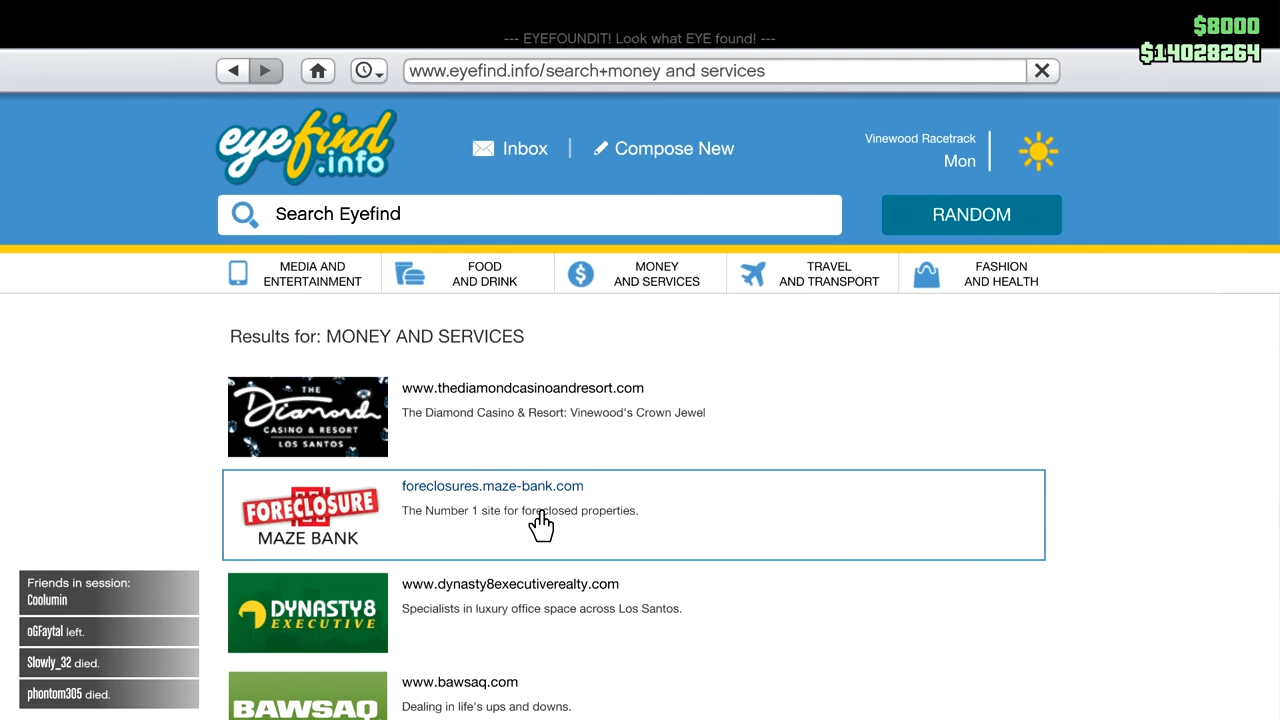 $8000
--- EYEFOUNDIT! Look what EYE found! ---
$14028264
www.eyefind.info/search+money and services
eyefind
.info
Inbox
Compose New
Vinewood Racetrack
Mon
Search Eyefind
RANDOM
MEDIA AND
ENTERTAINMENT
FOOD
AND DRINK
MONEY
AND SERVICES
TRAVEL
AND TRANSPORT
FASHION
AND HEALTH
Results for: MONEY AND SERVICES
THE
Diamond
CASINO & RESORT
LOS SANTOS
www.thediamondcasinoandresort.com
The Diamond Casino & Resort: Vinewood's Crown Jewel
FORECLOSURE
MAZE BANK
foreclosures.maze-bank.com
The Number 1 site for foreclosed properties.
DYNASTY8
EXECUTIVE
www.dynasty8executiverealty.com
Specialists in luxury office space across Los Santos.
BAWSAQ
www.bawsaq.com
Dealing in life's ups and downs.
Friends in session:
Coolumin
oGFaytal left.
Slowly_32 died.
phontom305 died.